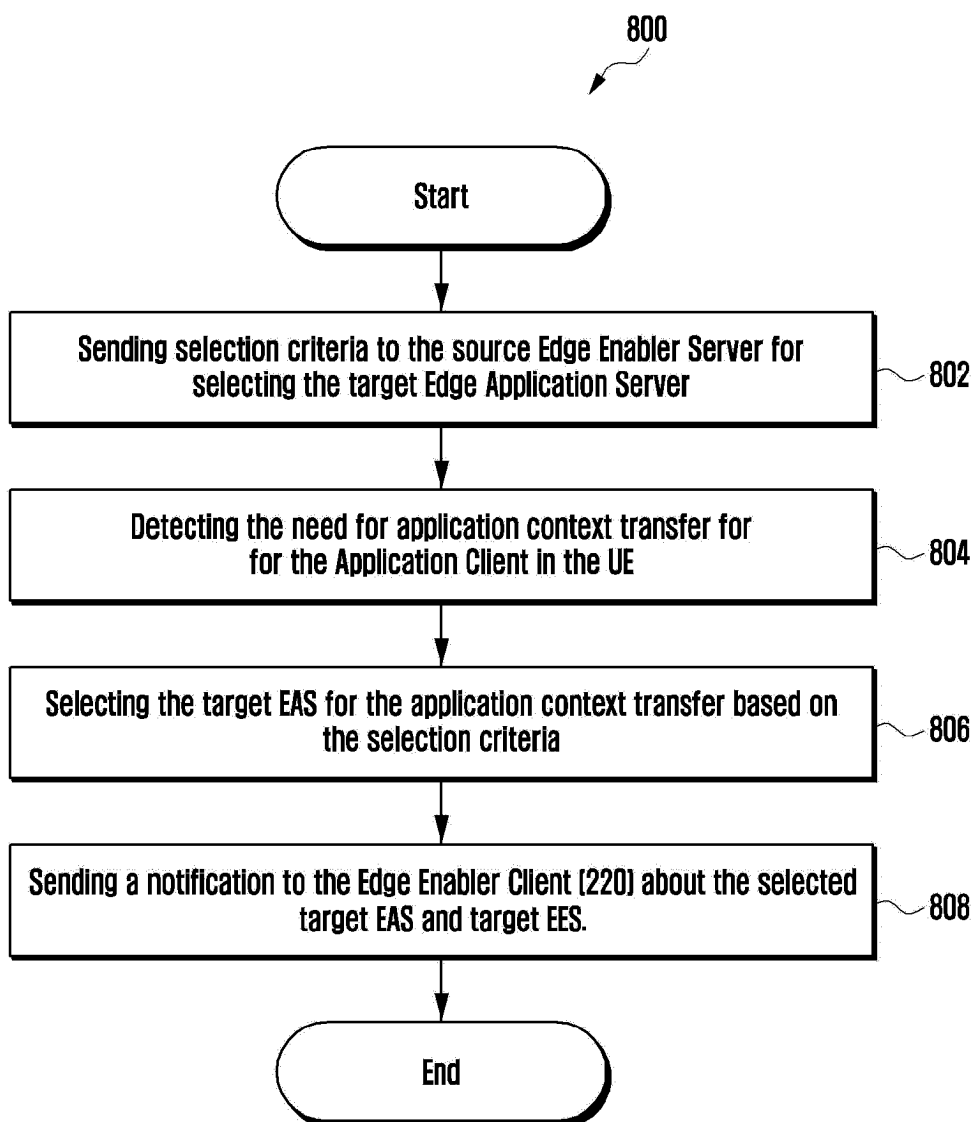 800
Start
Sending selection criteria to the source Edge Enabler Server for
selecting the target Edge Application Server
802
Detecting the need for application context transfer for
for the Application Client in the UE
804
Selecting the target EAS for the application context transfer based on
the selection criteria
806
Sending a notification to the Edge Enabler Client (220) about the selected
target EAS and target EES.
808
End